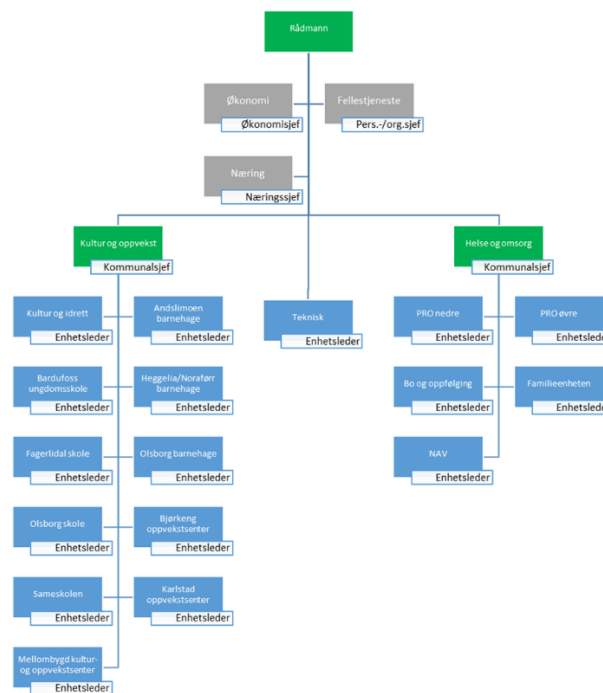 Rådmann
Økonomi
Økonomisjef
Fellestjeneste
Pers.-/org.sjef
Næring
Næringssjef
Kultur og oppvekst
Kommunalsjef
Helse og omsorg
Kommunalsjef
Kultur og idrett
Enhetsleder
Andslimoen
barnehage
Enhetsleder
Teknisk
Enhetsleder
PRO nedre
Enhetsleder
PRO øvre
Enhetsleder
Bardufoss
ungdomsskole
Enhetsleder
Heggelia/Noraførr
barnehage
Enhetsleder
Bo og oppfølging
Enhetsleder
Familieenheten
Enhetsleder
Fagerlidal skole
Enhetsleder
Olsborg barnehage
Enhetsleder
NAV
Enhetsleder
Olsborg skole
Enhetsleder
Bjørkeng
oppvekstsenter
Enhetsleder
Sameskolen
Enhetsleder
Karlstad
oppvekstsenter
Enhetsleder
Mellombygd kultur-
og oppvekstsenter
Enhetsleder